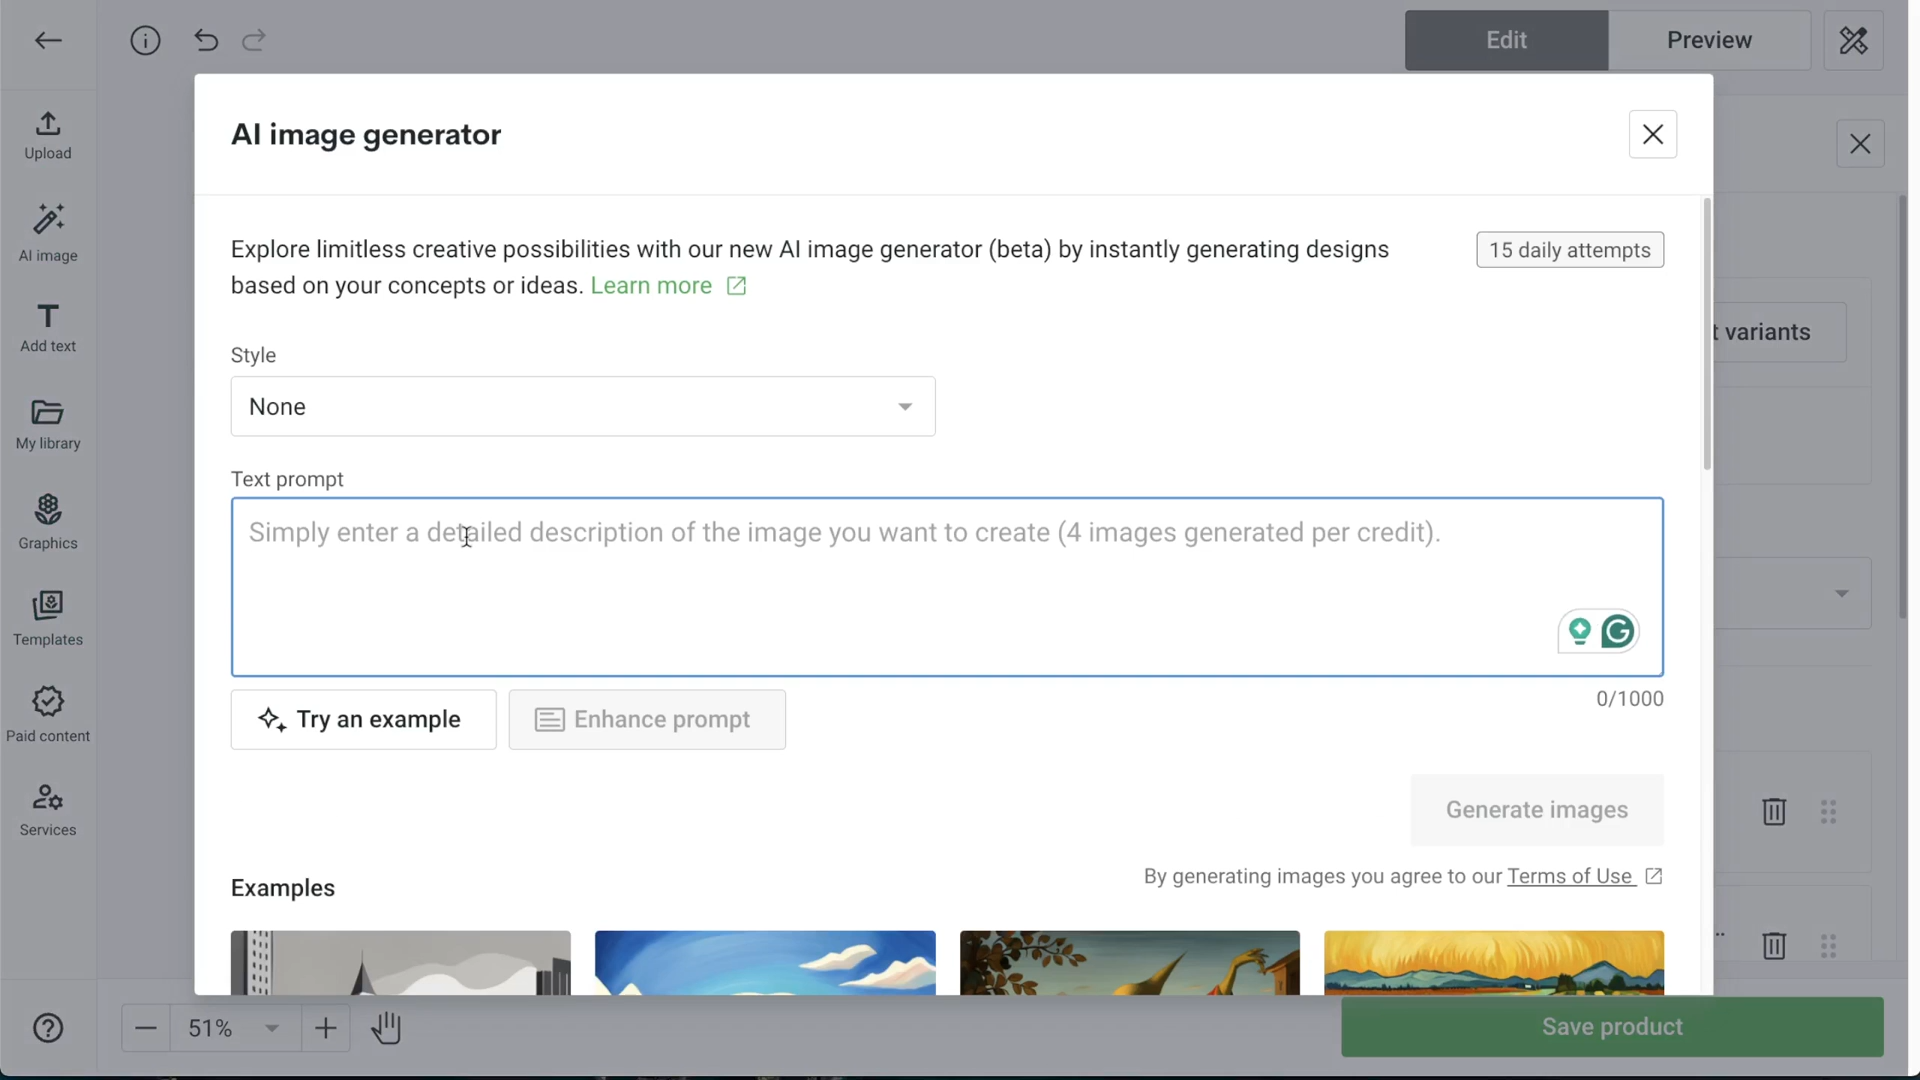 Edit
Preview
AI image generator
Upload
Explore limitless creative possibilities with our new AI image generator (beta) by instantly generating designs
based on your concepts or ideas. Learn more
15 daily attempts
AI image
t variants
Add text
Style
None
My library
Text prompt
Simply enter a detailed description of the image you want to create (4 images generated per credit).
Graphics
Templates
0/1000
Try an example
Enhance prompt
Paid content
Generate images
Services
By generating images you agree to our Terms of Use
Examples
51%
Save product